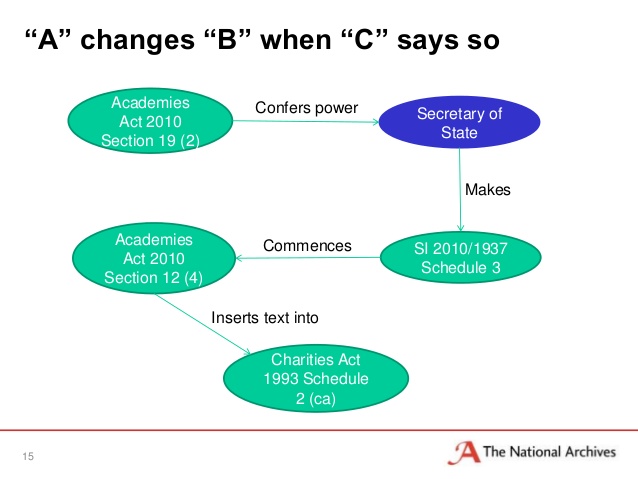 “A” changes “B” when “C” says so
Academies
Act 2010
Section 19 (2)
Confers power
Secretary of
State
Makes
SI 2010/1937
Schedule 3
Commences
Academies
Act 2010
Section 12 (4)
Inserts text into
Charities Act
1993 Schedule
2 (ca)
15
The National Archives